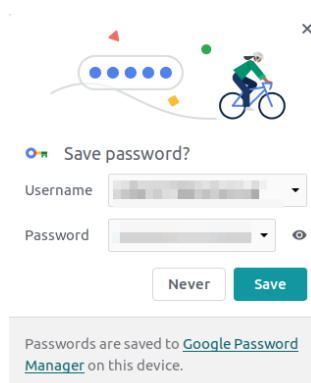 Save password?
Username
Password
Never Save
Passwords are saved to Google Password
Manager on this device.